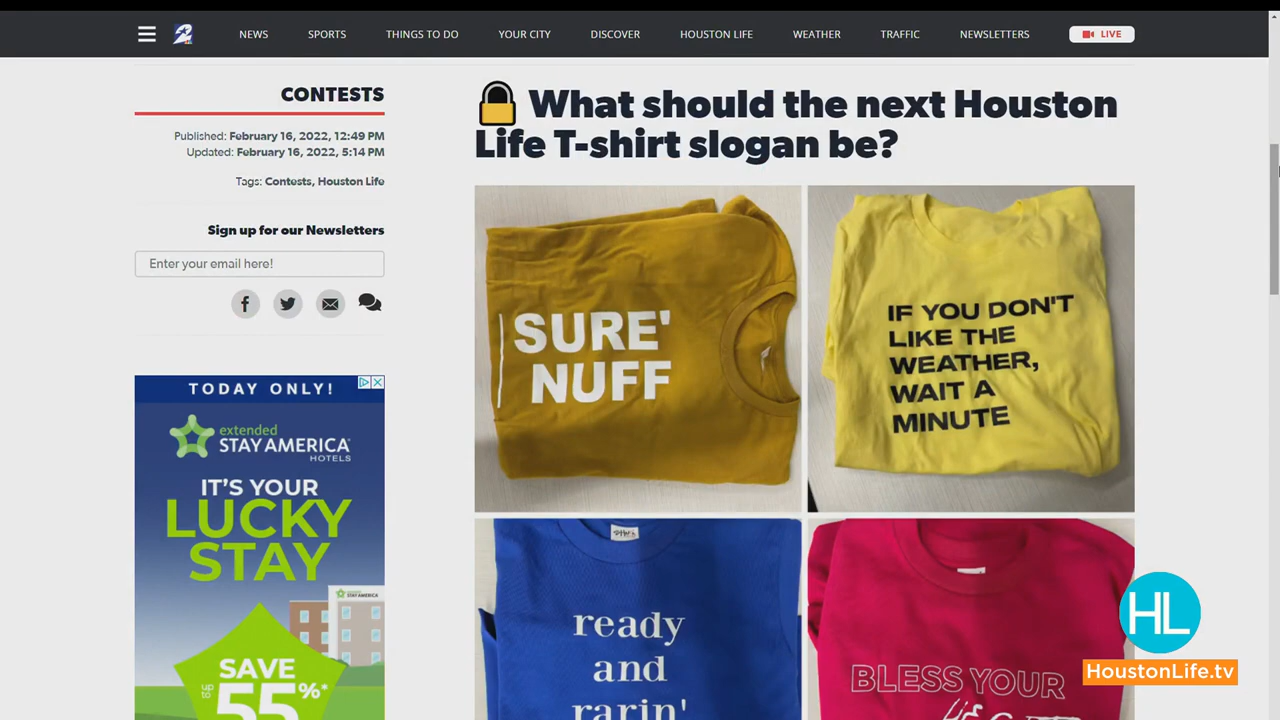 NEWS
SPORTS
THINGS TO DO
YOUR CITY
DISCOVER
HOUSTON LIFE
WEATHER
TRAFFIC
NEWSLETTERS
LIVE
CONTESTS
Published: February 16, 2022, 12:49 PM
Updated: February 16, 2022, 5:14 PM
Tags: Contests, Houston Life
Sign up for our Newsletters
Enter your email here!
TODAY ONLY!
extended
STAY AMERICA
HOTELS
IT'S YOUR
LUCKY
STAY
SAVE
up to 55%*
What should the next Houston
Life T-shirt slogan be?
SURE'
NUFF
IF YOU DON'T
LIKE THE
WEATHER,
WAIT A
MINUTE
ready
and
rarin'
BLESS YOUR
HL
HoustonLife.tv